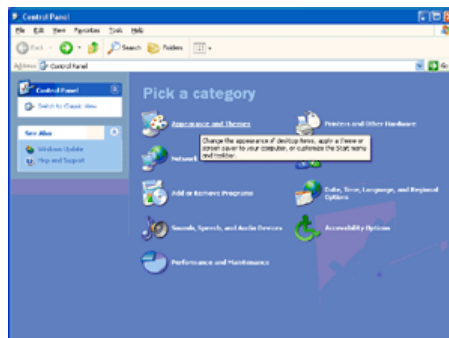 Control Panel
File Edit View Favorites Tools Help
Back Search Folders
Address Control Panel Go
Control Panel
Switch to Classic View
See Also
Windows Update
Help and Support
Pick a category
Appearance and Themes
Printers and Other Hardware
Change the appearance of desktop items, apply a theme or
screen saver to your computer, or customize the Start menu
and taskbar.
Network
Add or Remove Programs
Date, Time, Language, and Regional
Options
Sounds, Speech, and Audio Devices
Accessibility Options
Performance and Maintenance